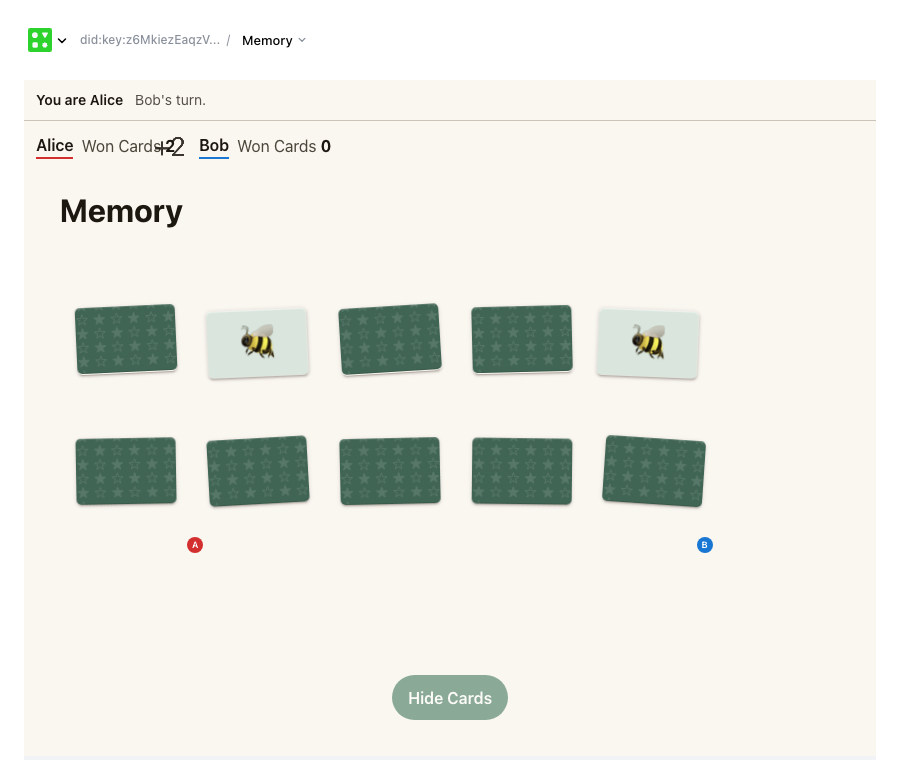 did:key:z6MkiezEaqzV... / Memory
You are Alice Bob's turn.
Alice Won Cards 2 +2 Bob Won Cards 0
Memory
A B
Hide Cards